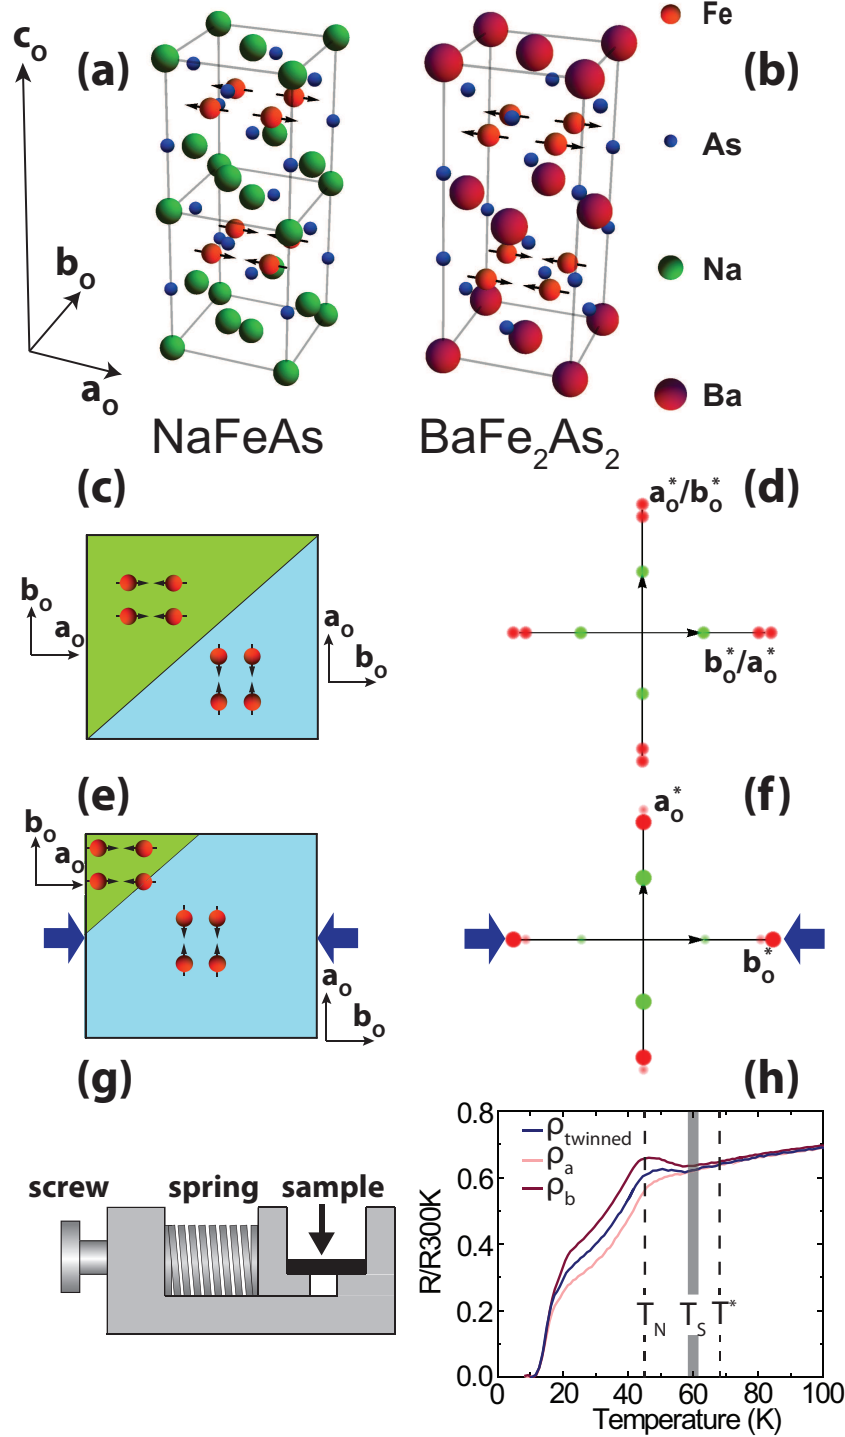 c_o
(a)
(b)
Fe
As
b_o
Na
a_o
Ba
NaFeAs
BaFe₂As₂
(c)
(d)
a_o^*/b_o^*
b_o
a_o
a_o
b_o
b_o^*/a_o^*
(e)
(f)
a_o^*
b_o
a_o
b_o^*
a_o
b_o
(g)
(h)
screw
spring
sample
R/R300K
0.8
0.6
0.4
0.2
0.0
ρ_twinned
ρ_a
ρ_b
T_N
T_S
T^*
0
20
40
60
80
100
Temperature (K)